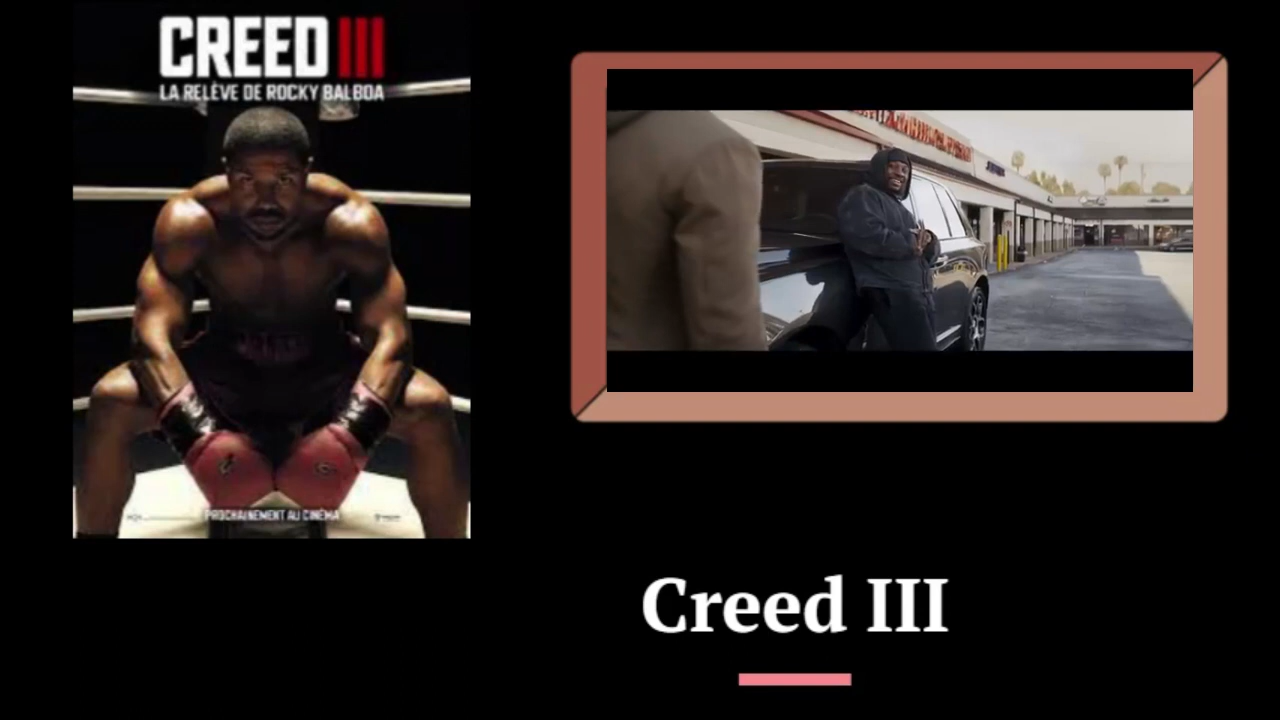 CREED III
LA RELÈVE DE ROCKY BALBOA
PROCHAINEMENT AU CINÉMA
Creed III